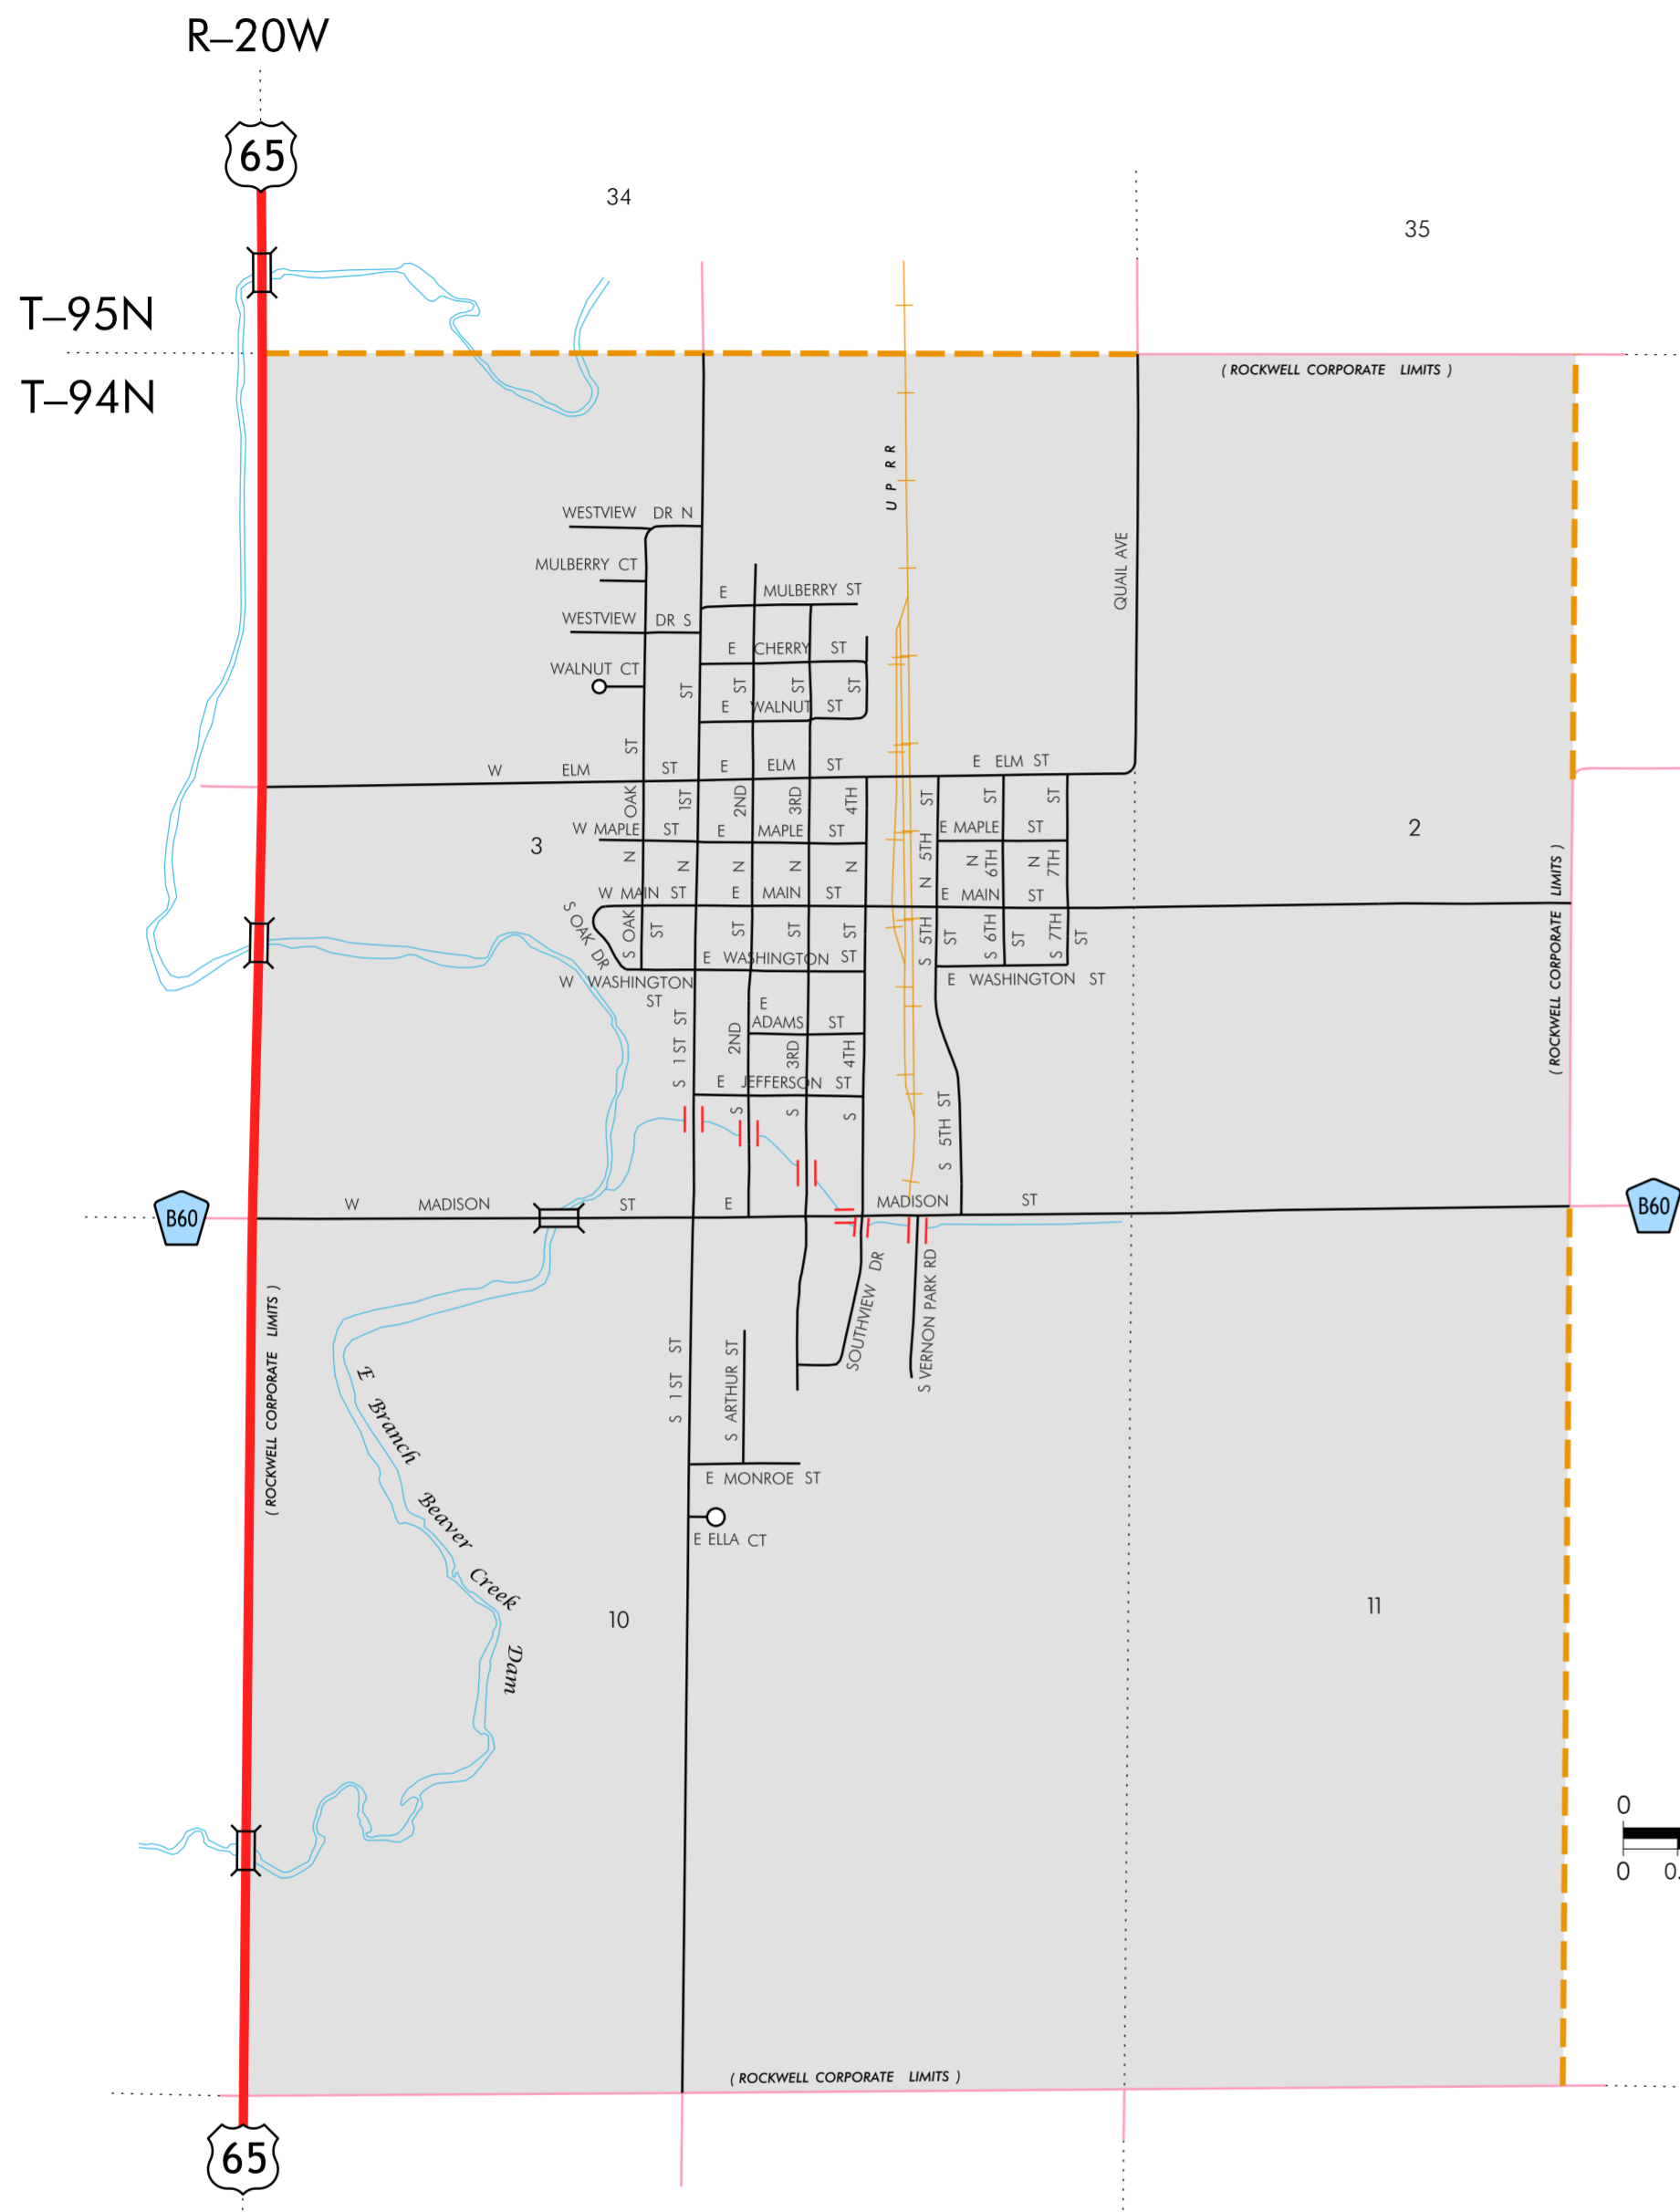 R–20W
65
34
35
T–95N
T–94N
( ROCKWELL CORPORATE LIMITS )
U P R R
WESTVIEW DR N
QUAIL AVE
MULBERRY CT
E MULBERRY ST
WESTVIEW DR S
E CHERRY ST
WALNUT CT
ST
ST
ST
ST
E WALNUT ST
ST
W ELM ST
E ELM ST
E ELM ST
OAK
1ST
2ND
3RD
4TH
ST
ST
ST
W MAPLE ST
E MAPLE ST
E MAPLE ST
2
3
5TH
6TH
7TH
N
N
N
N
N
N
N
N
W MAIN ST
E MAIN ST
E MAIN ST
( ROCKWELL CORPORATE LIMITS )
S OAK DR
S OAK
ST
ST
ST
ST
S 5TH
ST
S 6TH
ST
S 7TH
ST
E WASHINGTON ST
W WASHINGTON
ST
E WASHINGTON ST
E
ADAMS ST
S 1ST ST
2ND
3RD
4TH
E JEFFERSON ST
S
S
S
S 5TH ST
B60
W MADISON ST
E MADISON ST
B60
( ROCKWELL CORPORATE LIMITS )
SOUTHVIEW DR
S VERNON PARK RD
S 1ST ST
S ARTHUR ST
E Branch Beaver Creek
E MONROE ST
E ELLA CT
10
11
Dam
0
0 0.
( ROCKWELL CORPORATE LIMITS )
65